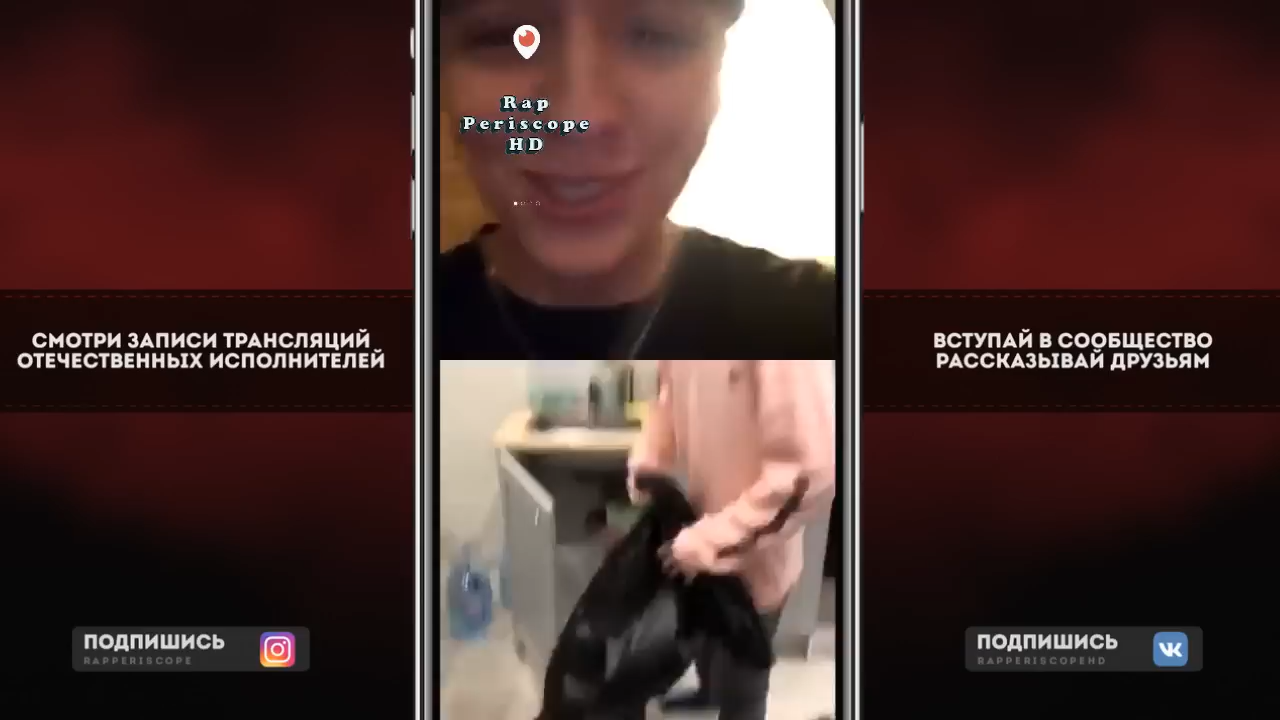 Rap
Periscope
HD
СМОТРИ ЗАПИСИ ТРАНСЛЯЦИЙ
ОТЕЧЕСТВЕННЫХ ИСПОЛНИТЕЛЕЙ
ВСТУПАЙ В СООБЩЕСТВО
РАССКАЗЫВАЙ ДРУЗЬЯМ
ПОДПИШИСЬ
RAPPERISCOPE
ПОДПИШИСЬ
RAPPERISCOPEHD